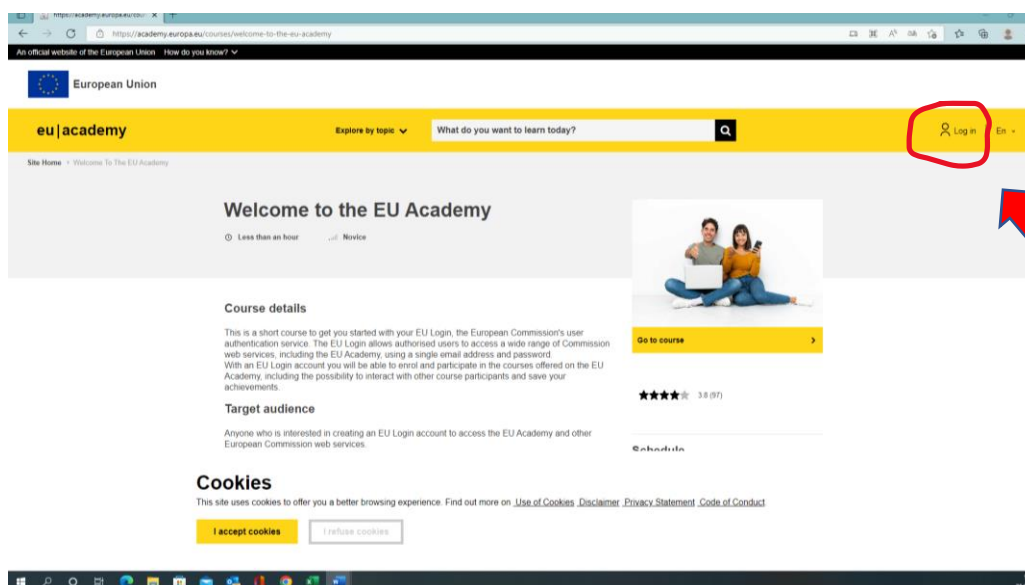 https://academy.europa.eu/cour
https://academy.europa.eu/courses/welcome-to-the-eu-academy
An official website of the European Union How do you know?
European Union
eu|academy
Explore by topic
What do you want to learn today?
Log in
En
Site Home
Welcome To The EU Academy
Welcome to the EU Academy
Less than an hour
Novice
Course details
This is a short course to get you started with your EU Login, the European Commission's user
authentication service. The EU Login allows authorised users to access a wide range of Commission
web services, including the EU Academy, using a single email address and password.
With an EU Login account you will be able to enrol and participate in the courses offered on the EU
Academy, including the possibility to interact with other course participants and save your
achievements.
Go to course
3.8 (97)
Target audience
Anyone who is interested in creating an EU Login account to access the EU Academy and other
European Commission web services.
Schedule
Cookies
This site uses cookies to offer you a better browsing experience. Find out more on Use of Cookies Disclaimer Privacy Statement Code of Conduct
I accept cookies
I refuse cookies